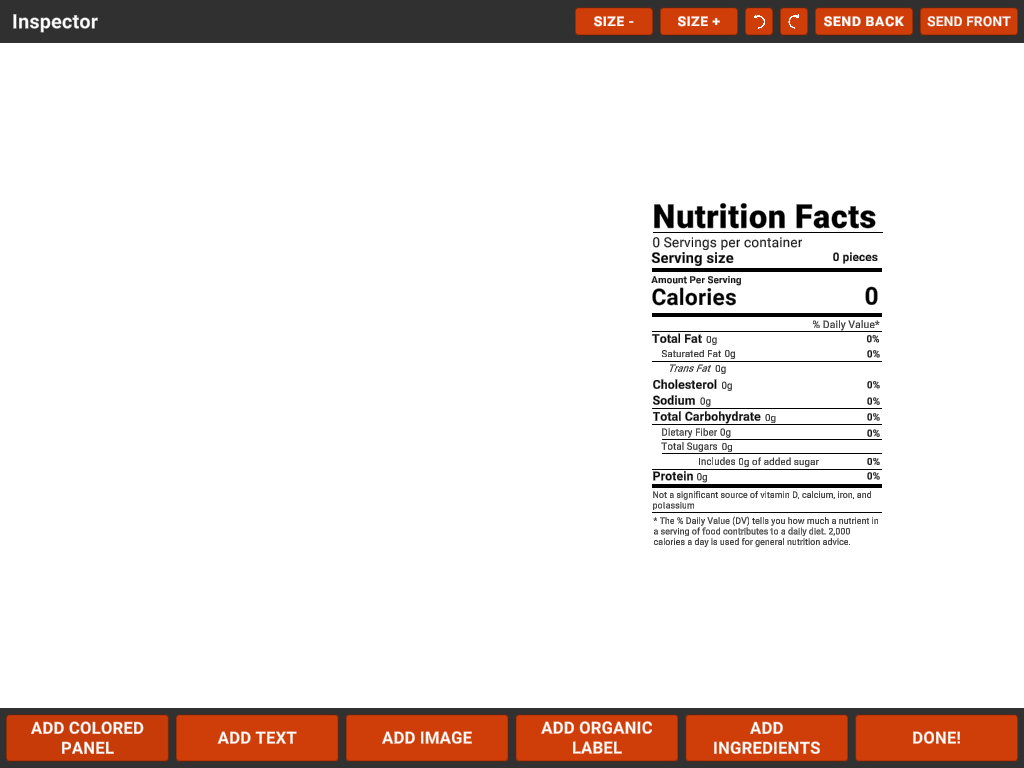 Inspector
SIZE -
SIZE +
SEND BACK
SEND FRONT
Nutrition Facts
0 Servings per container
Serving size 0 pieces
Amount Per Serving
Calories 0
% Daily Value*
Total Fat 0g 0%
Saturated Fat 0g 0%
Trans Fat 0g
Cholesterol 0g 0%
Sodium 0g 0%
Total Carbohydrate 0g 0%
Dietary Fiber 0g 0%
Total Sugars 0g
Includes 0g of added sugar 0%
Protein 0g 0%
Not a significant source of vitamin D, calcium, iron, and
potassium
* The % Daily Value (DV) tells you how much a nutrient in
a serving of food contributes to a daily diet. 2,000
calories a day is used for general nutrition advice.
ADD COLORED
PANEL
ADD TEXT
ADD IMAGE
ADD ORGANIC
LABEL
ADD
INGREDIENTS
DONE!